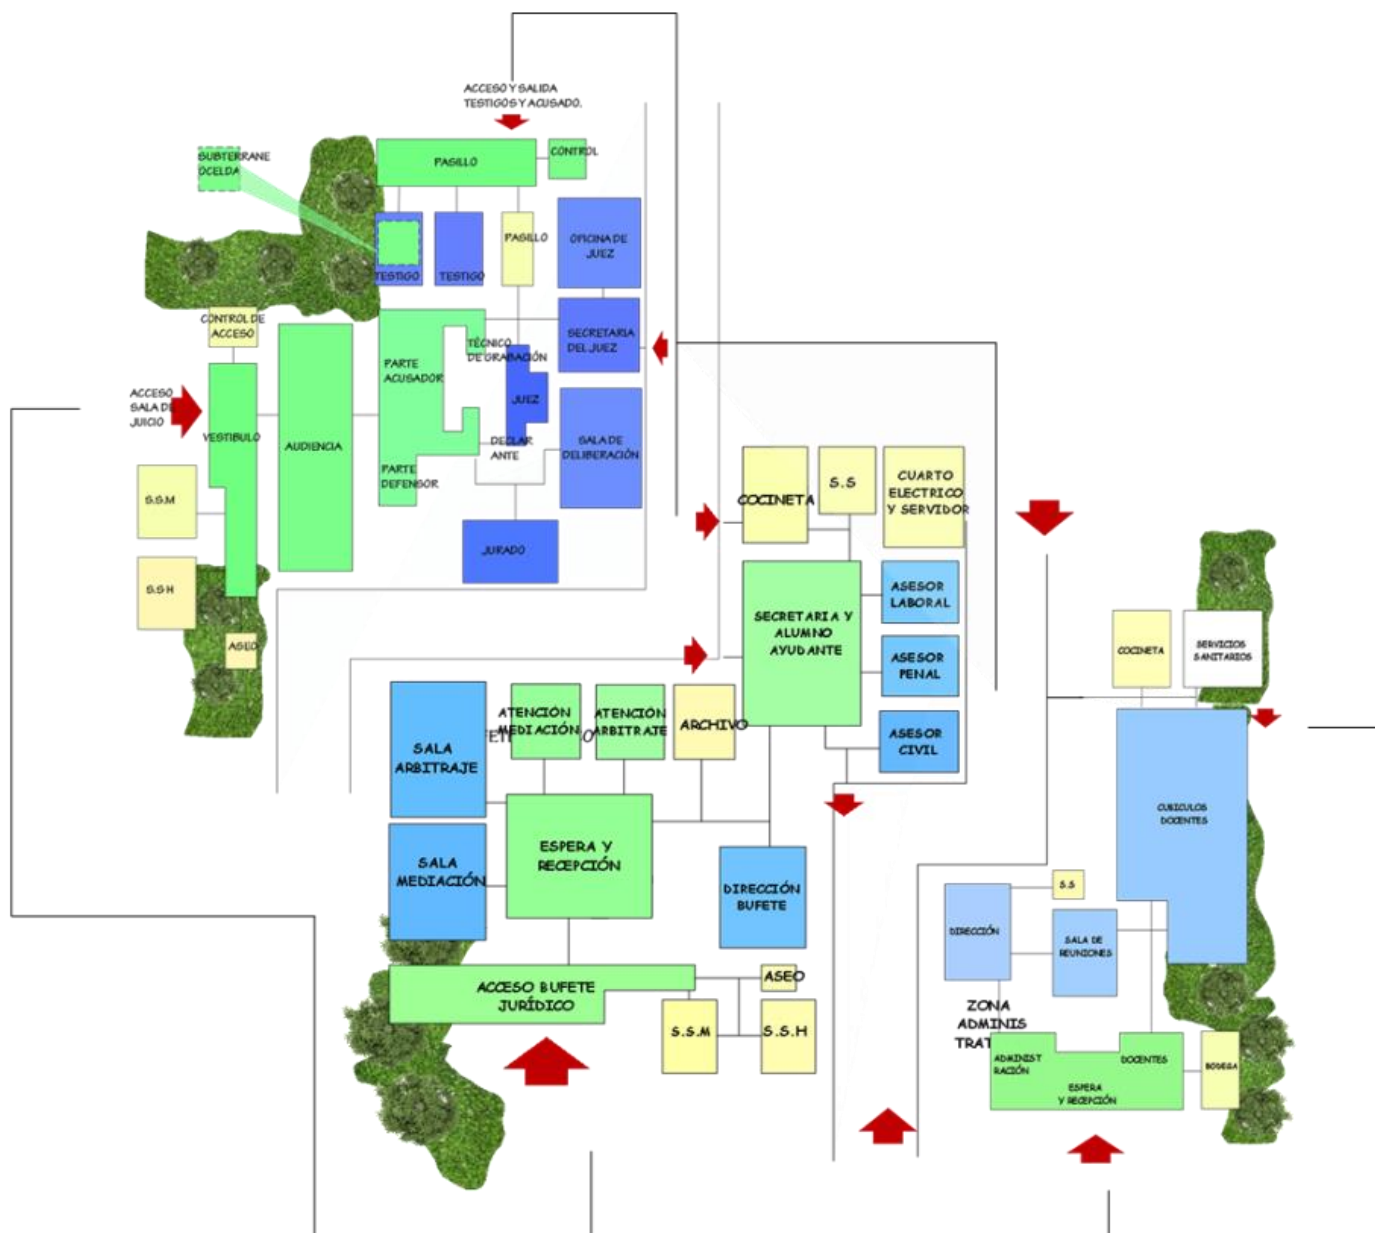 ACCESO Y SALIDA
TESTIGOS Y ACUSADO.
SUBTERRANE
OCELDA
PASILLO
CONTROL
TESTIGO
TESTIGO
PASILLO
OFICINA DE
JUEZ
CONTROL DE
ACCESO
PARTE
ACUSADOR
TÉCNICO
DE GRABACIÓN
SECRETARIA
DEL JUEZ
ACCESO
SALA DE
JUICIO
VESTIBULO
AUDIENCIA
JUEZ
DECLAR
ANTE
SALA DE
DELIBERACIÓN
PARTE
DEFENSOR
S.S.M
S.S.H
ASEO
JURADO
COCINETA
S.S
CUARTO
ELECTRICO
Y SERVIDOR
SECRETARIA Y
ALUMNO
AYUDANTE
ASESOR
LABORAL
ASESOR
PENAL
ASESOR
CIVIL
SALA
ARBITRAJE
ATENCIÓN
MEDIACIÓN
ATENCIÓN
ARBITRAJE
ARCHIVO
SALA
MEDIACIÓN
ESPERA Y
RECEPCIÓN
DIRECCIÓN
BUFETE
ACCESO BUFETE
JURÍDICO
ASEO
S.S.M
S.S.H
COCINETA
SERVICIOS
SANITARIOS
CUBICULOS
DOCENTES
S.S
DIRECCIÓN
SALA DE
REUNIONES
ZONA
ADMINIS
TRAT
ADMINIST
RACIÓN
DOCENTES
ESPERA
Y RECEPCIÓN
BODEGA